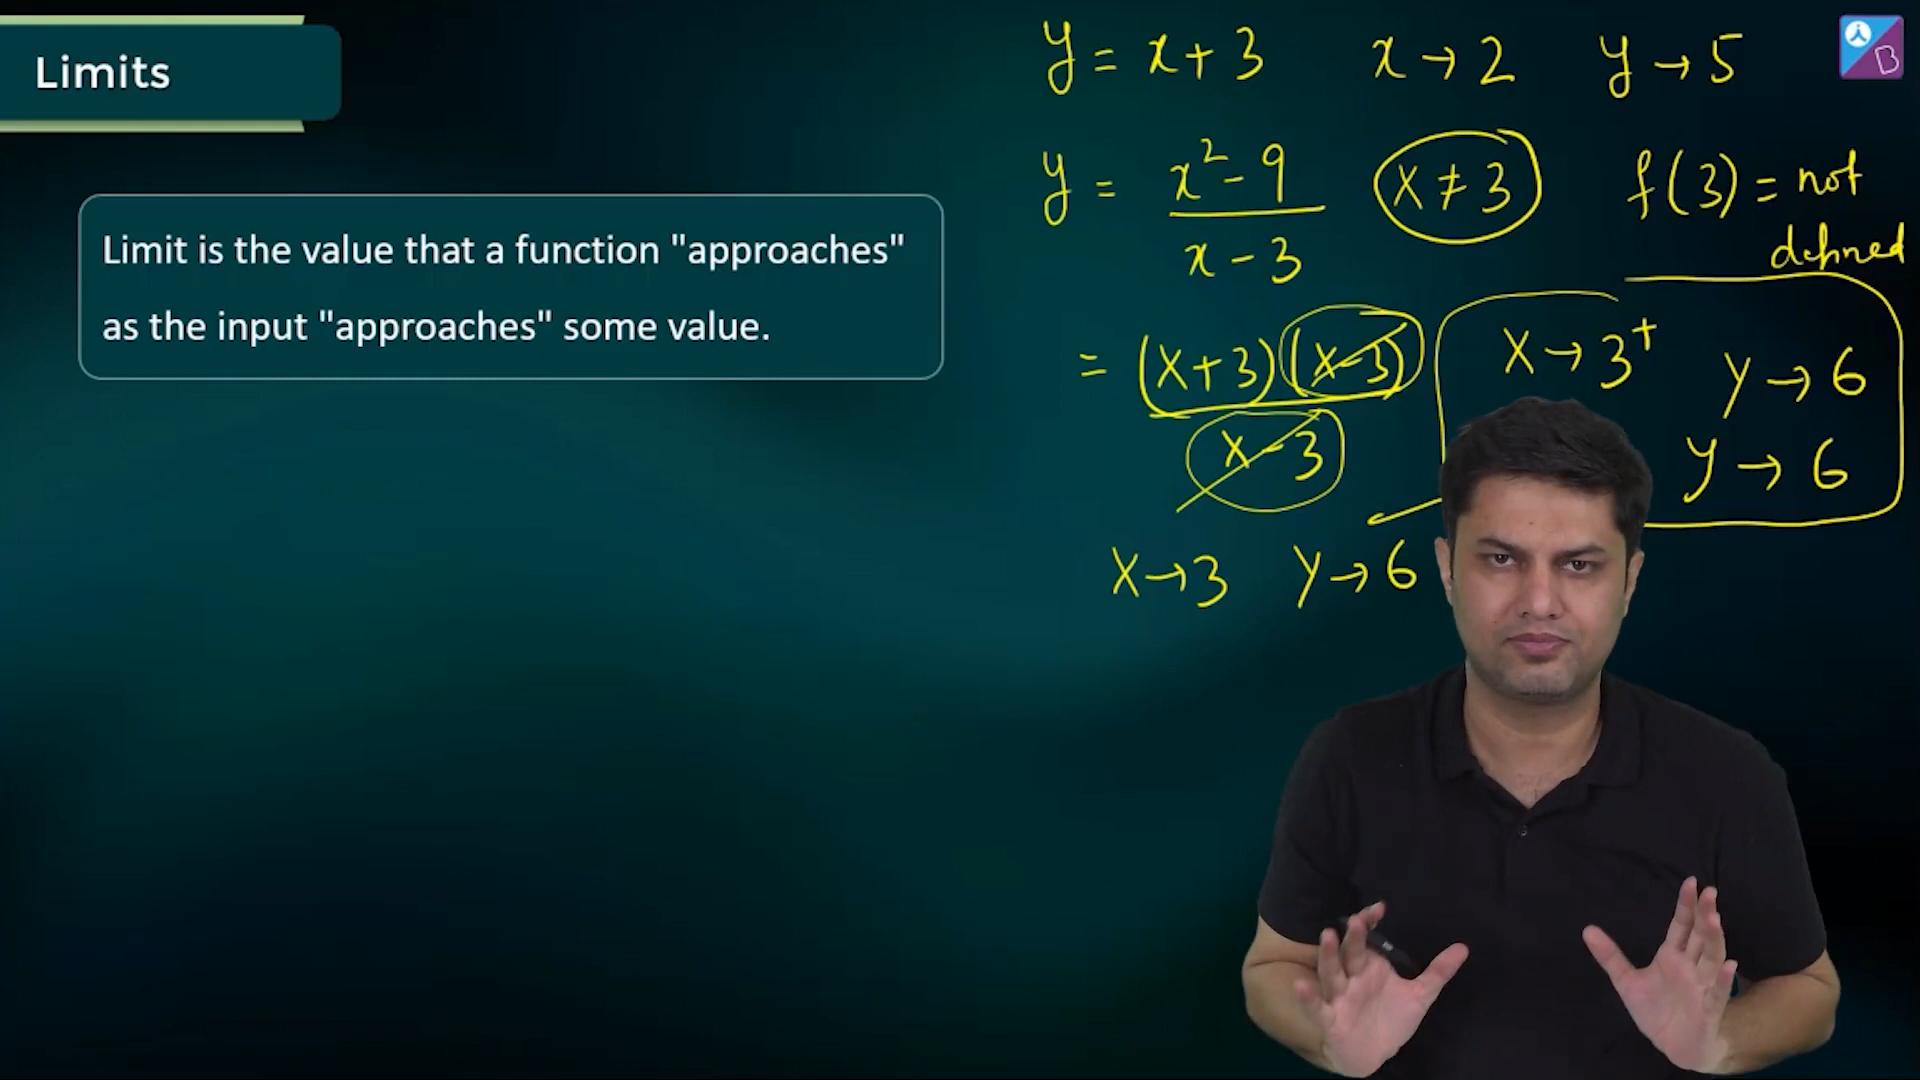 Limits
Limit is the value that a function "approaches"
as the input "approaches" some value.
y = x + 3 x → 2 y → 5
y = x² - 9 / x - 3 x ≠ 3 f(3) = not
defined
= (x+3)(x-3) / x-3
x → 3⁺ y → 6
y → 6
x → 3 y → 6
B